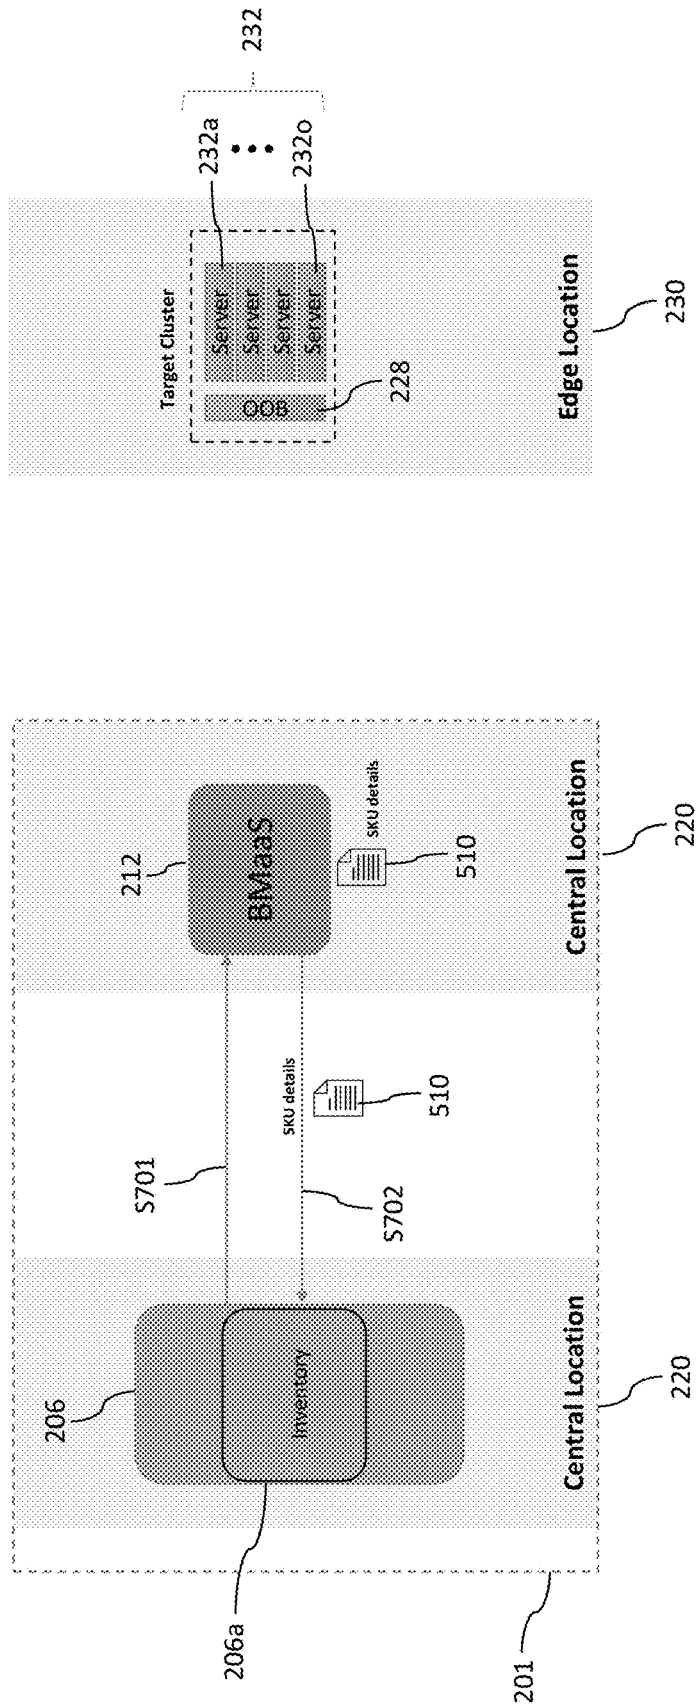 206
206a
Inventory
Central Location
220
201
S701
SKU details
510
S702
212
BMaaS
SKU details
510
Central Location
220
Target Cluster
OOB
Server
Server
Server
Server
228
232a
232o
232
Edge Location
230